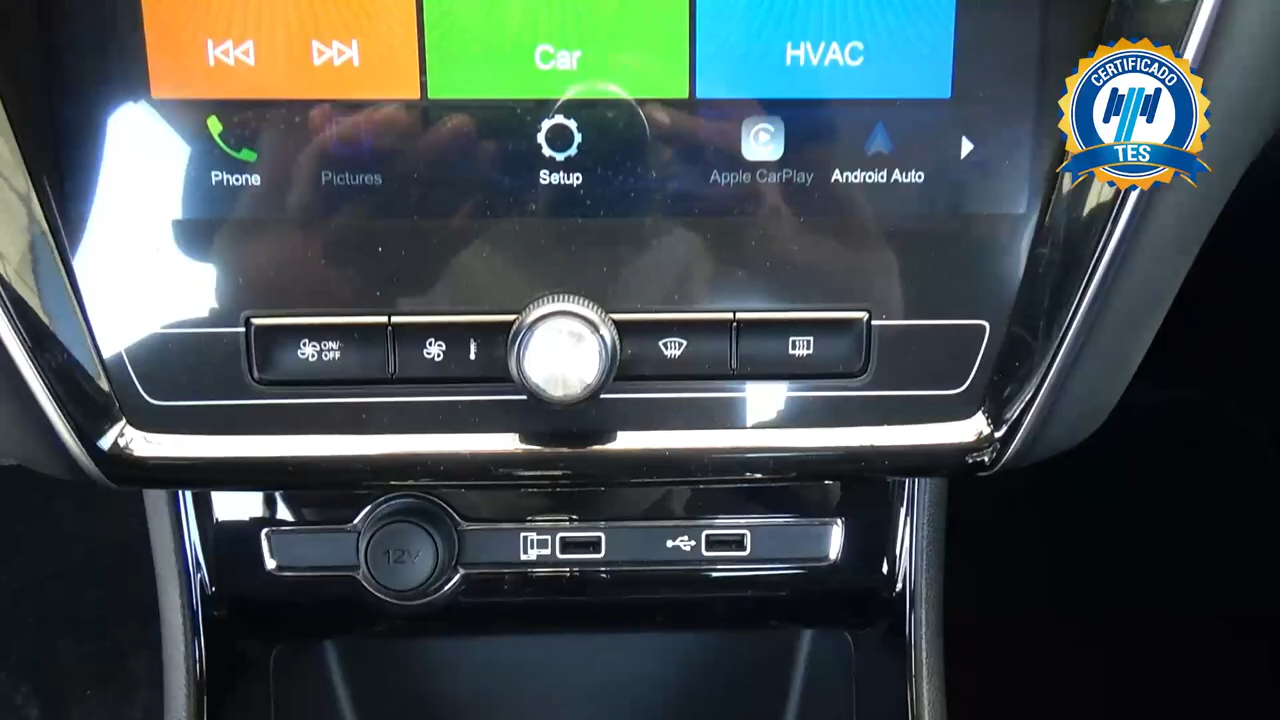 Car
HVAC
Phone
Pictures
Setup
Apple CarPlay
Android Auto
CERTIFICADO
TES
ON/
OFF
12V